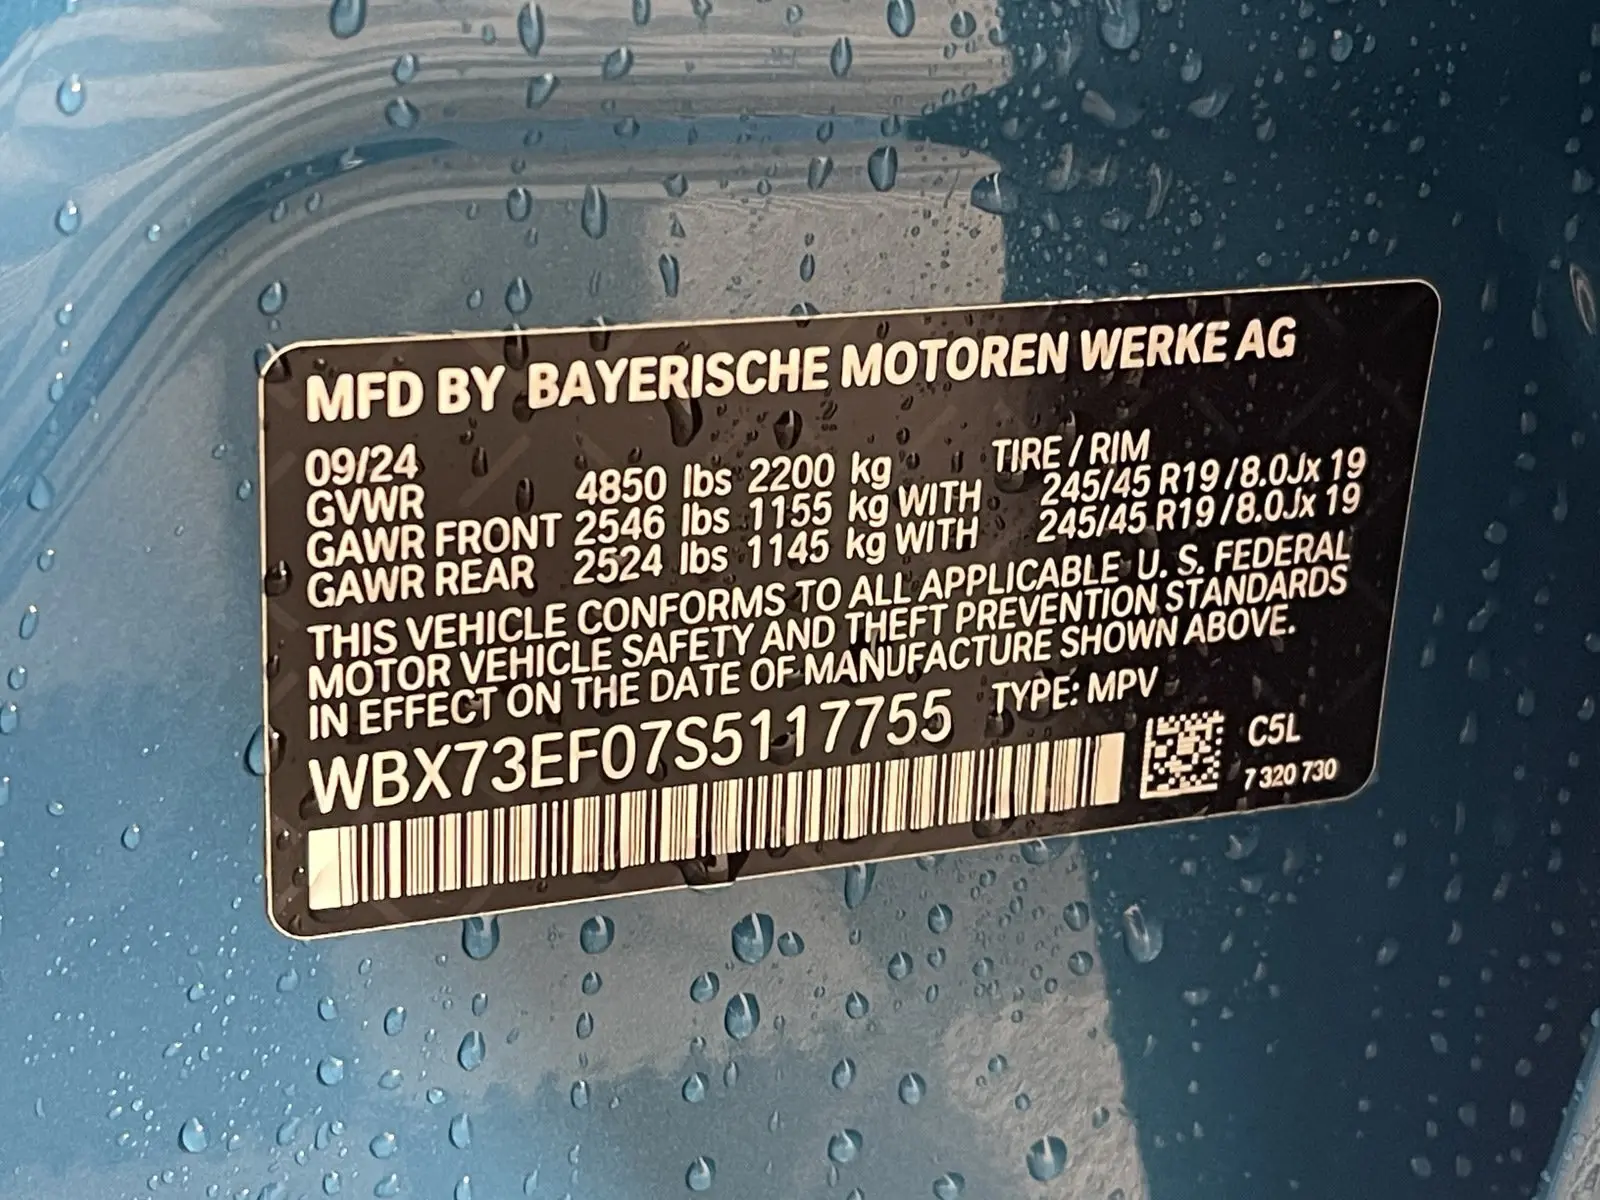 MFD BY BAYERISCHE MOTOREN WERKE AG
09/24 TIRE / RIM
GVWR 4850 lbs 2200 kg
GAWR FRONT 2546 lbs 1155 kg WITH 245/45 R19 /8.0Jx 19
GAWR REAR 2524 lbs 1145 kg WITH 245/45 R19 /8.0Jx 19
THIS VEHICLE CONFORMS TO ALL APPLICABLE U. S. FEDERAL
MOTOR VEHICLE SAFETY AND THEFT PREVENTION STANDARDS
IN EFFECT ON THE DATE OF MANUFACTURE SHOWN ABOVE.
WBX73EF07S5117755 TYPE: MPV
C5L
7 320 730